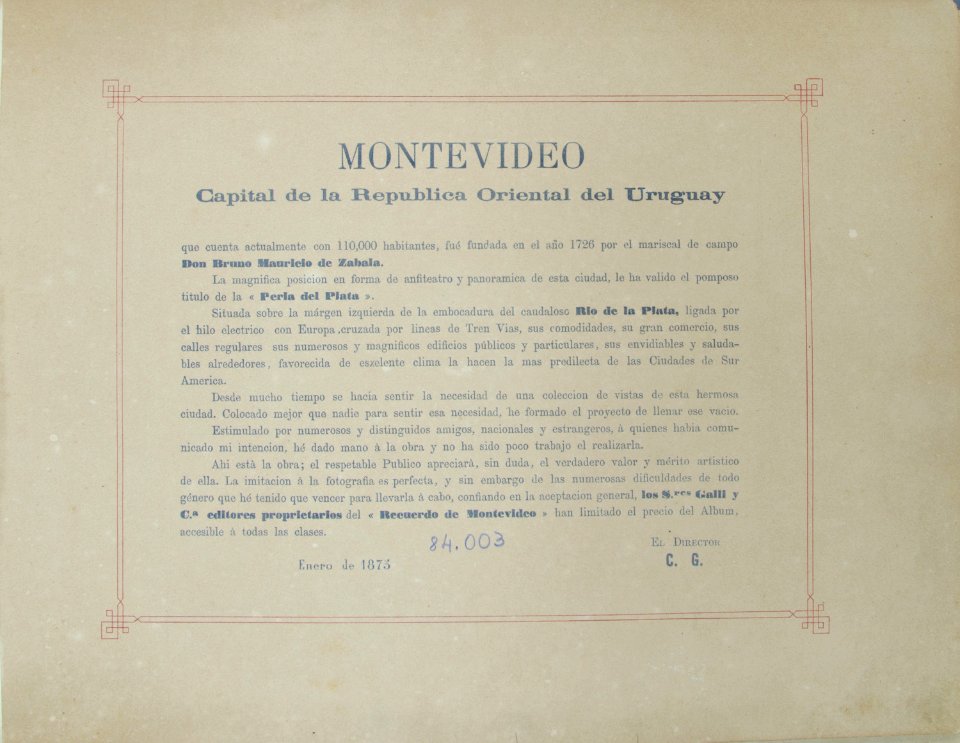 MONTEVIDEO
Capital de la Republica Oriental del Uruguay
que cuenta actualmente con 110,000 habitantes, fué fundada en el año 1726 por el mariscal de campo
Don Bruno Mauricio de Zabala.
La magnifica posicion en forma de anfiteatro y panoramica de esta ciudad, le ha valido el pomposo
titulo de la « Perla del Plata ».
Situada sobre la márgen izquierda de la embocadura del caudaloso Rio de la Plata, ligada por
el hilo electrico con Europa, cruzada por lineas de Tren Vias, sus comodidades, su gran comercio, sus
calles regulares sus numerosos y magnificos edificios públicos y particulares, sus envidiables y saluda-
bles alrededores, favorecida de eszelente clima la hacen la mas predilecta de las Ciudades de Sur
America.
Desde mucho tiempo se hacia sentir la necesidad de una coleccion de vistas de esta hermosa
ciudad. Colocado mejor que nadie para sentir esa necesidad, he formado el proyecto de llenar ese vacio.
Estimulado por numerosos y distinguidos amigos, nacionales y estrangeros, à quienes habia comu-
nicado mi intencion, hé dado mano à la obra y no ha sido poco trabajo el realizarla.
Ahi està la obra; el respetable Publico apreciarà, sin duda, el verdadero valor y mérito artistico
de ella. La imitacion à la fotografia es perfecta, y sin embargo de las numerosas dificuldades de todo
género que hé tenido que vencer para llevarla à cabo, confiando en la aceptacion general, los S.res Galli y
C.a editores proprietarios del « Recuerdo de Montevideo » han limitado el precio del Album,
accesible à todas las clases.
84.003
El Director
Enero de 1875
C. G.